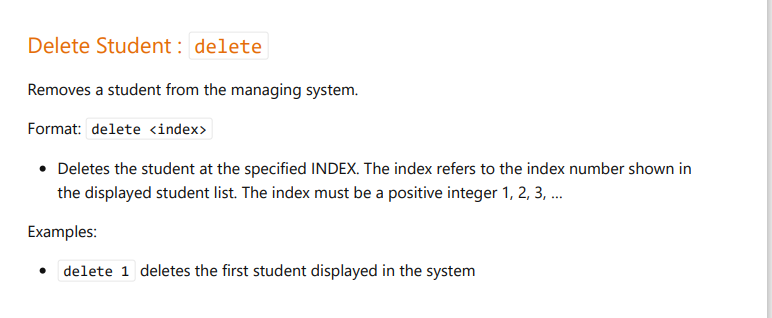 Delete Student : delete
Removes a student from the managing system.
Format: delete <index>
• Deletes the student at the specified INDEX. The index refers to the index number shown in
the displayed student list. The index must be a positive integer 1, 2, 3, …
Examples:
• delete 1 deletes the first student displayed in the system